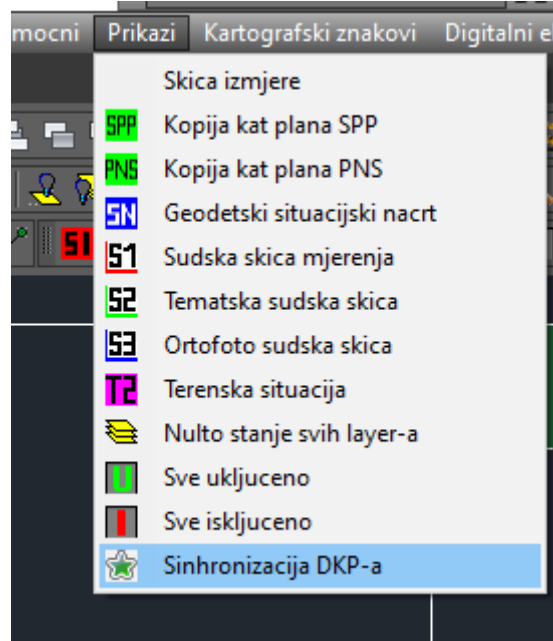 mocni Prikazi Kartografski znakovi Digitalni el
Skica izmjere
SPP Kopija kat plana SPP
PNS Kopija kat plana PNS
SN Geodetski situacijski nacrt
S1 Sudska skica mjerenja
S2 Tematska sudska skica
S3 Ortofoto sudska skica
T2 Terenska situacija
Nulto stanje svih layer-a
Sve ukljuceno
Sve iskljuceno
Sinhronizacija DKP-a